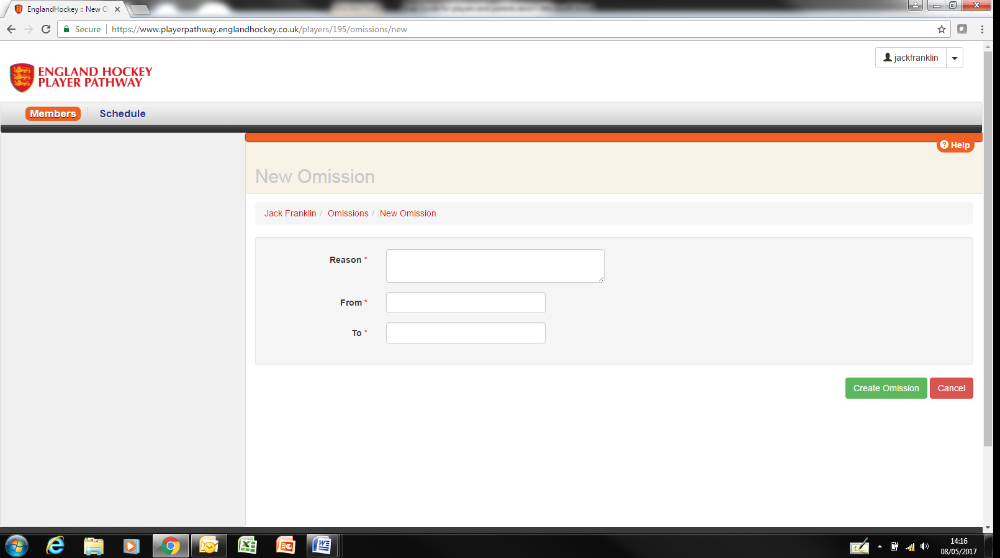 EnglandHockey :: New O
Secure https://www.playerpathway.englandhockey.co.uk/players/195/omissions/new
jackfranklin
ENGLAND HOCKEY
PLAYER PATHWAY
Members Schedule
Help
New Omission
Jack Franklin / Omissions / New Omission
Reason *
From *
To *
Create Omission Cancel
14:16
08/05/2017